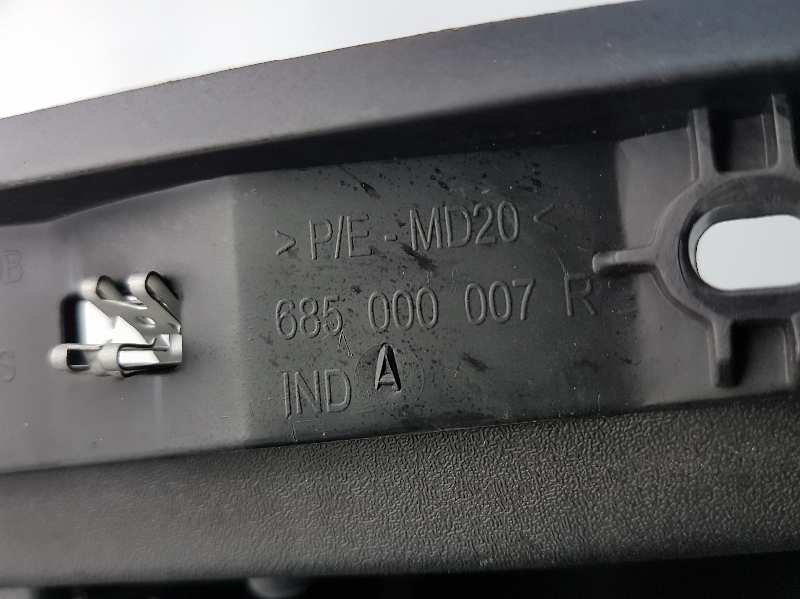 > P/E - MD20 <
B
685 000 007 R
S
IND A